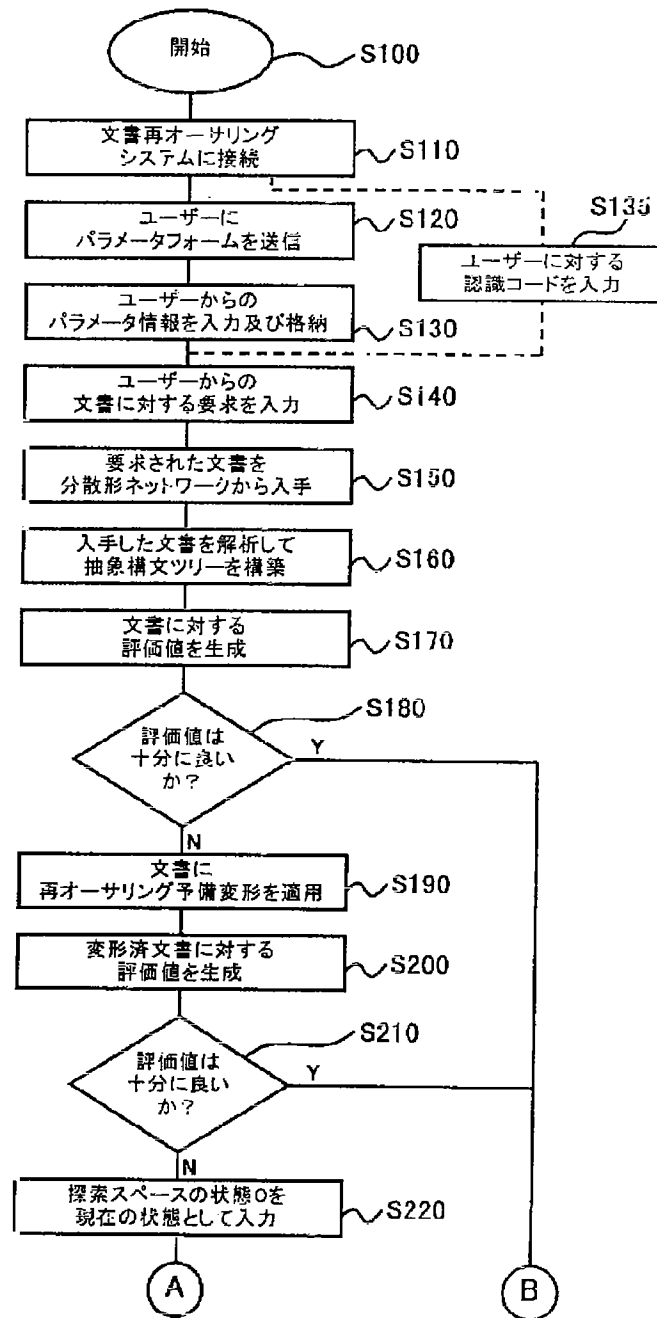 開始
S100
文書再オーサリング
システムに接続
S110
ユーザーに
パラメータフォームを送信
S120
S135
ユーザーに対する
認識コードを入力
ユーザーからの
パラメータ情報を入力及び格納
S130
ユーザーからの
文書に対する要求を入力
S140
要求された文書を
分散形ネットワークから入手
S150
入手した文書を解析して
抽象構文ツリーを構築
S160
文書に対する
評価値を生成
S170
S180
評価値は
十分に良い
か?
Y
N
文書に
再オーサリング予備変形を適用
S190
変形済文書に対する
評価値を生成
S200
S210
評価値は
十分に良い
か?
Y
N
探索スペースの状態0を
現在の状態として入力
S220
A
B